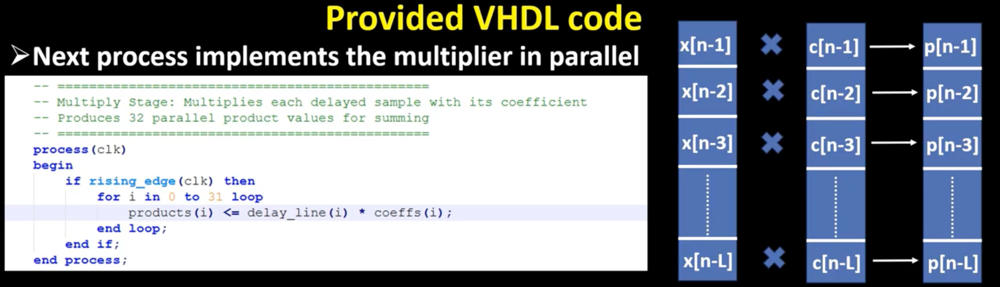 Provided VHDL code
➢Next process implements the multiplier in parallel
-- ===============================================
-- Multiply Stage: Multiplies each delayed sample with its coefficient
-- Produces 32 parallel product values for summing
-- ===============================================
process(clk)
begin
    if rising_edge(clk) then
        for i in 0 to 31 loop
            products(i) <= delay_line(i) * coeffs(i);
        end loop;
    end if;
end process;
x[n-1] ✖ c[n-1] → p[n-1]
x[n-2] ✖ c[n-2] → p[n-2]
x[n-3] ✖ c[n-3] → p[n-3]
x[n-L] ✖ c[n-L] → p[n-L]